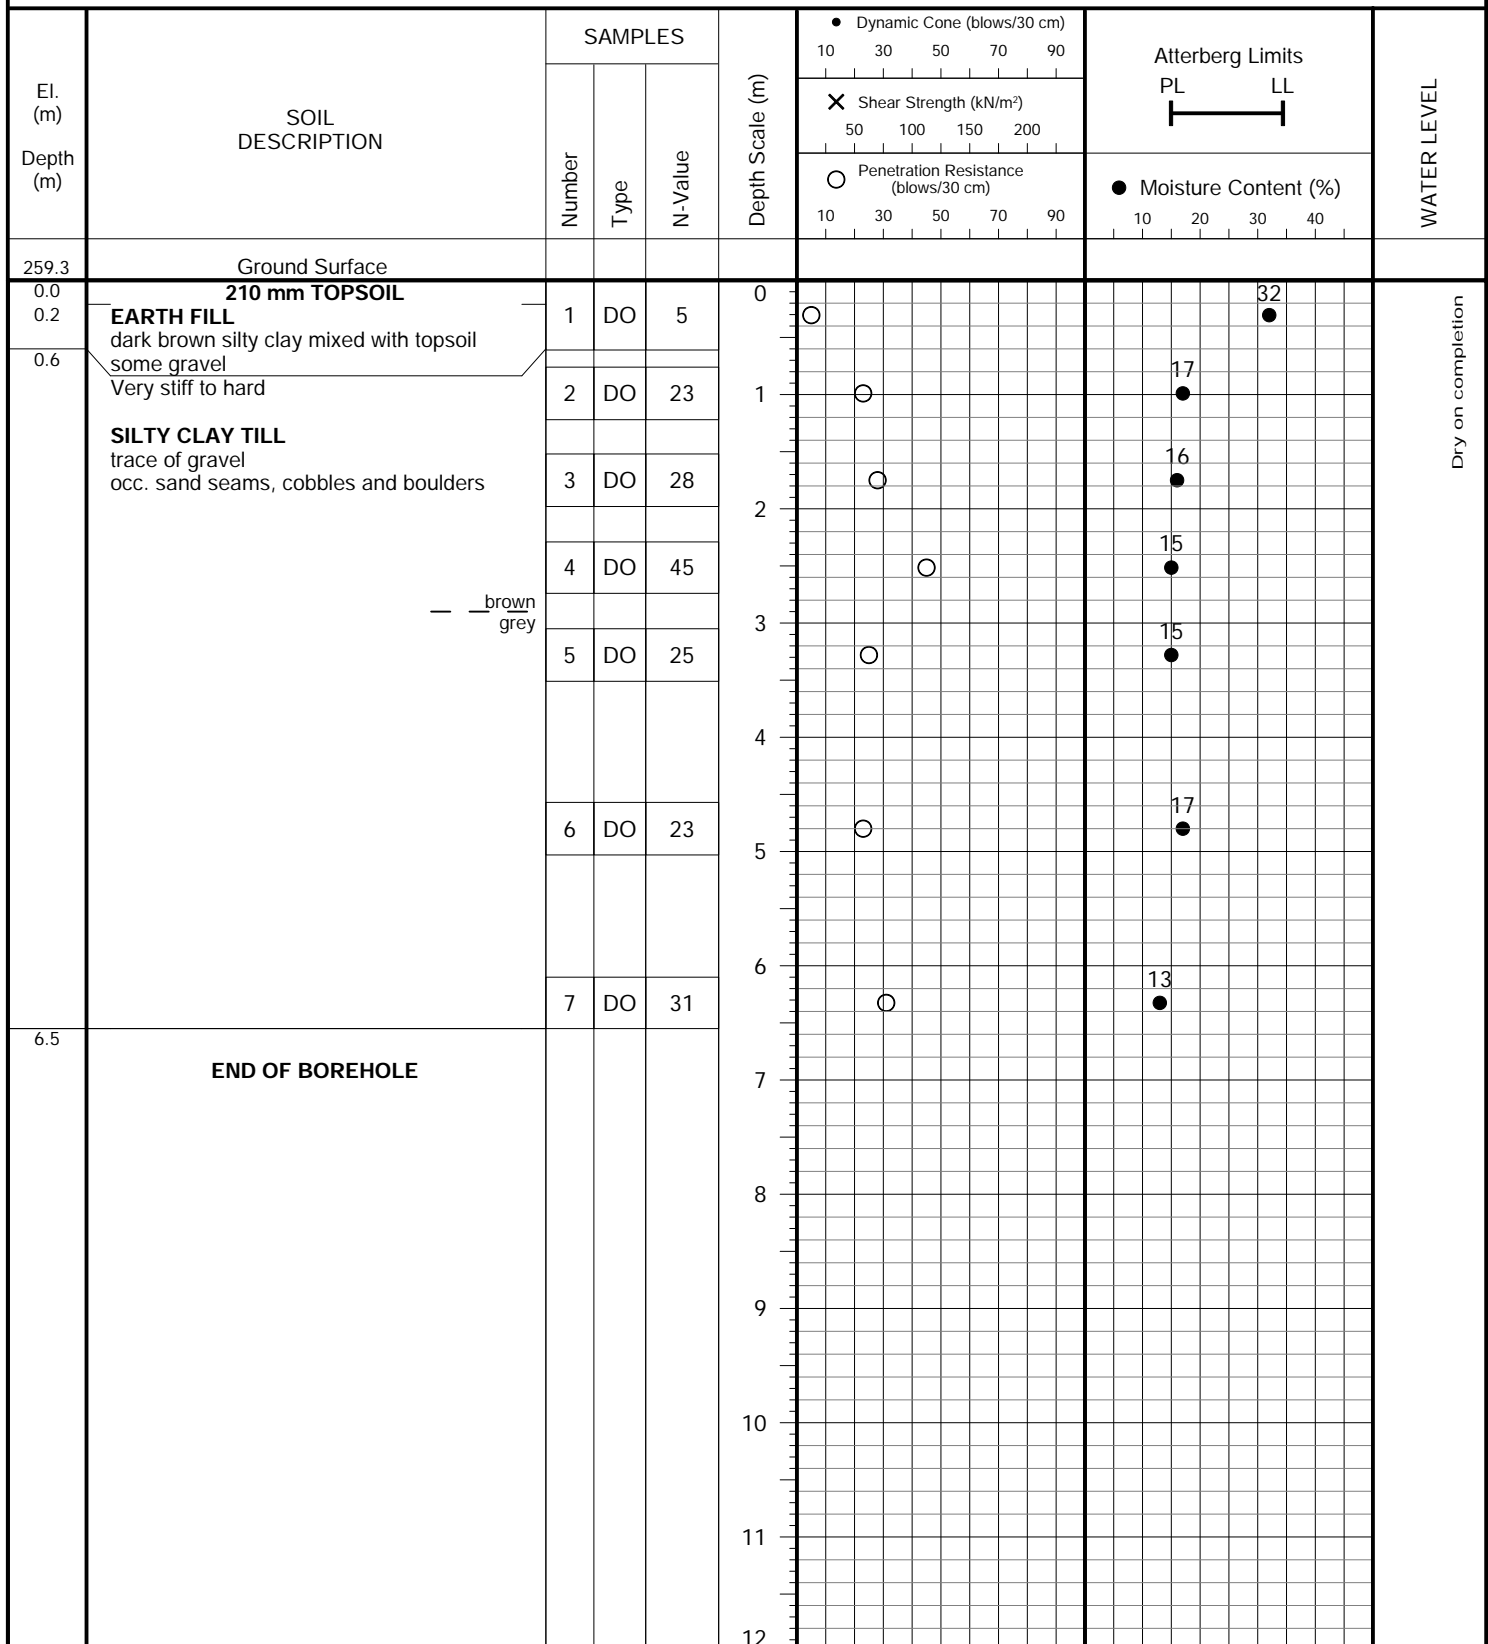 El.
(m)
Depth
(m)
SOIL
DESCRIPTION
SAMPLES
Number
Type
N-Value
Depth Scale (m)
Dynamic Cone (blows/30 cm)
10 30 50 70 90
Shear Strength (kN/m²)
50 100 150 200
Penetration Resistance
(blows/30 cm)
10 30 50 70 90
Atterberg Limits
PL LL
Moisture Content (%)
10 20 30 40
WATER LEVEL
259.3 Ground Surface
0.0 210 mm TOPSOIL
0.2 EARTH FILL
dark brown silty clay mixed with topsoil
0.6 some gravel
Very stiff to hard
SILTY CLAY TILL
trace of gravel
occ. sand seams, cobbles and boulders
brown
grey
6.5
END OF BOREHOLE
1 DO 5
2 DO 23
3 DO 28
4 DO 45
5 DO 25
6 DO 23
7 DO 31
0
1
2
3
4
5
6
7
8
9
10
11
12
32
17
16
15
15
17
13
Dry on completion